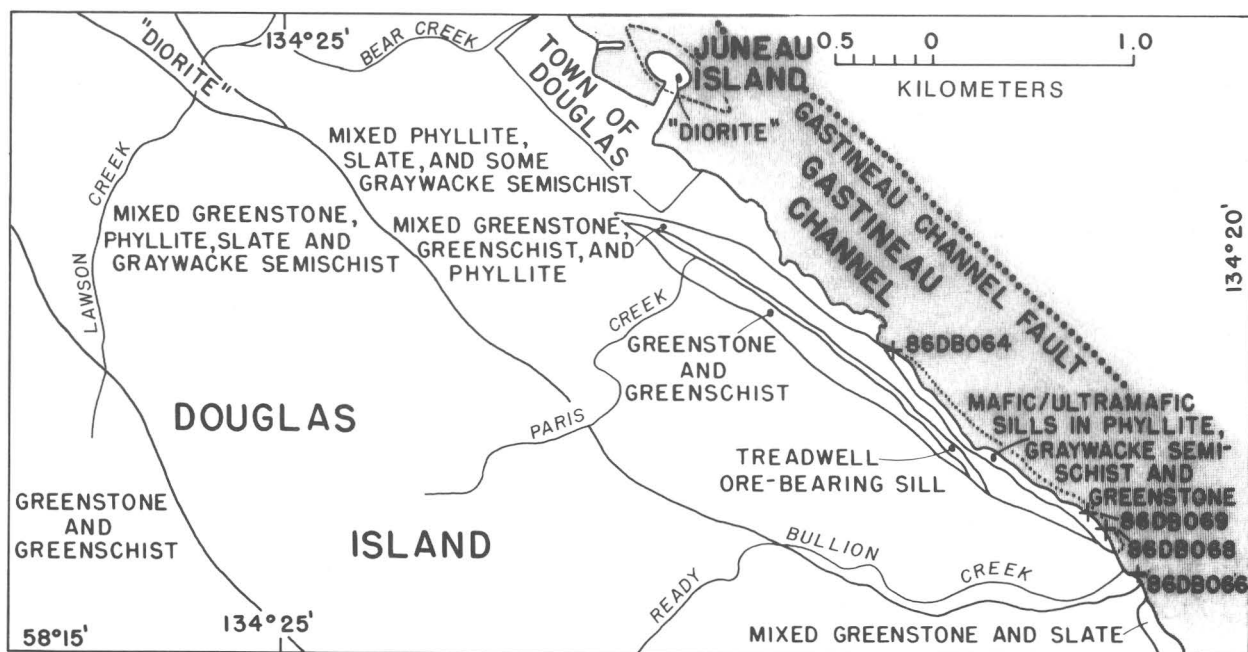 134°25'
"DIORITE"
BEAR CREEK
TOWN OF
DOUGLAS
JUNEAU
ISLAND
0.5 0 1.0
KILOMETERS
"DIORITE"
GASTINEAU CHANNEL FAULT
GASTINEAU
CHANNEL
134°20'
LAWSON CREEK
MIXED PHYLLITE,
SLATE, AND SOME
GRAYWACKE SEMISCHIST
MIXED GREENSTONE,
PHYLLITE, SLATE AND
GRAYWACKE SEMISCHIST
MIXED GREENSTONE,
GREENSCHIST, AND
PHYLLITE
PARIS CREEK
GREENSTONE
AND
GREENSCHIST
86DB064
DOUGLAS
ISLAND
MAFIC/ULTRAMAFIC
SILLS IN PHYLLITE,
GRAYWACKE SEMI-
SCHIST AND
GREENSTONE
TREADWELL
ORE-BEARING SILL
86DB069
86DB068
86DB066
GREENSTONE
AND
GREENSCHIST
READY BULLION CREEK
MIXED GREENSTONE AND SLATE
58°15'
134°25'